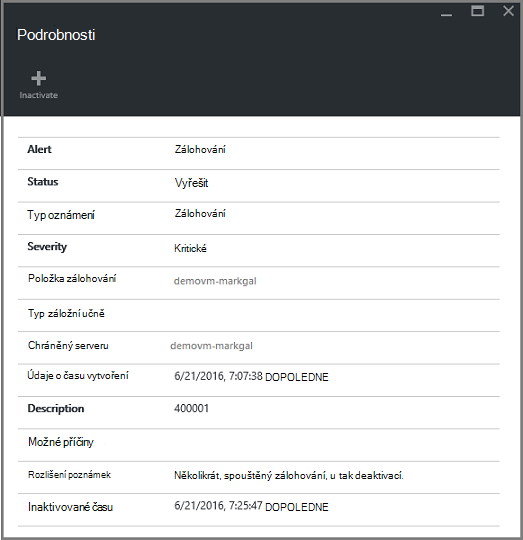 Podrobnosti
Inactivate
Alert Zálohování
Status Vyřešit
Typ oznámení Zálohování
Severity Kritické
Položka zálohování demovm-markgal
Typ záložní učně
Chráněný serveru demovm-markgal
Údaje o času vytvoření 6/21/2016, 7:07:38 DOPOLEDNE
Description 400001
Možné příčiny
Rozlišení poznámek Několikrát, spouštěný zálohování, u tak deaktivací.
Inaktivované času 6/21/2016, 7:25:47 DOPOLEDNE